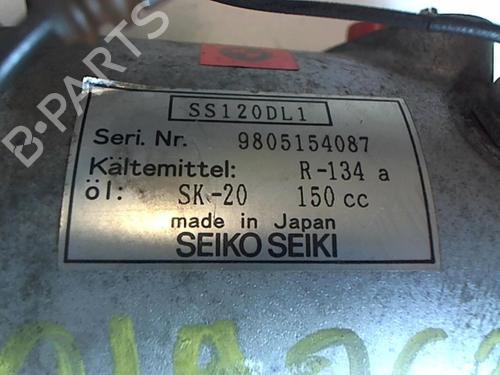 B-PARTS
SS120DL1
Seri. Nr. 9805154087
Kältemittel: R-134 a
öl: SK-20 150 cc
made in Japan
SEIKO SEIKI